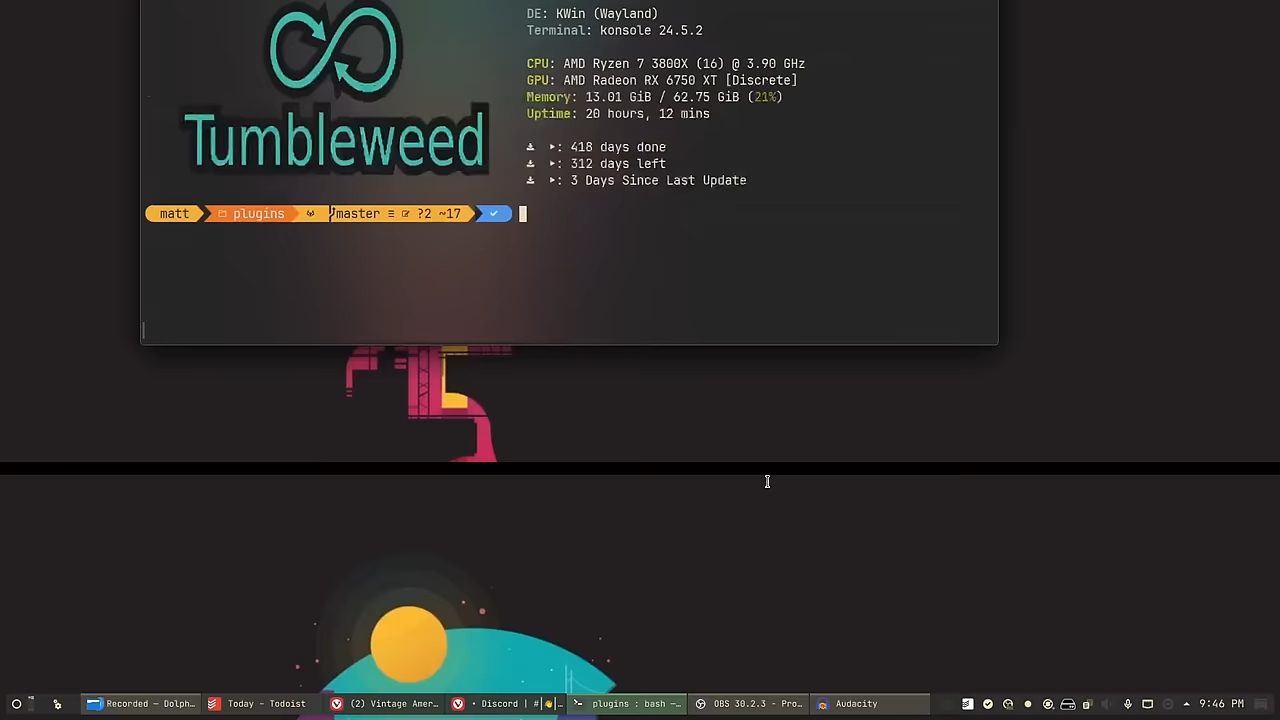 DE: KWin (Wayland)
Terminal: konsole 24.5.2
CPU: AMD Ryzen 7 3800X (16) @ 3.90 GHz
GPU: AMD Radeon RX 6750 XT [Discrete]
Memory: 13.01 GiB / 62.75 GiB (21%)
Uptime: 20 hours, 12 mins
: 418 days done
: 312 days left
: 3 Days Since Last Update
Tumbleweed
matt plugins master ≡ ?2 ~17
Recorded — Dolph… Today - Todoist (2) Vintage Amer… • Discord | #|👋|… plugins : bash —… OBS 30.2.3 - Pro… Audacity 9:46 PM